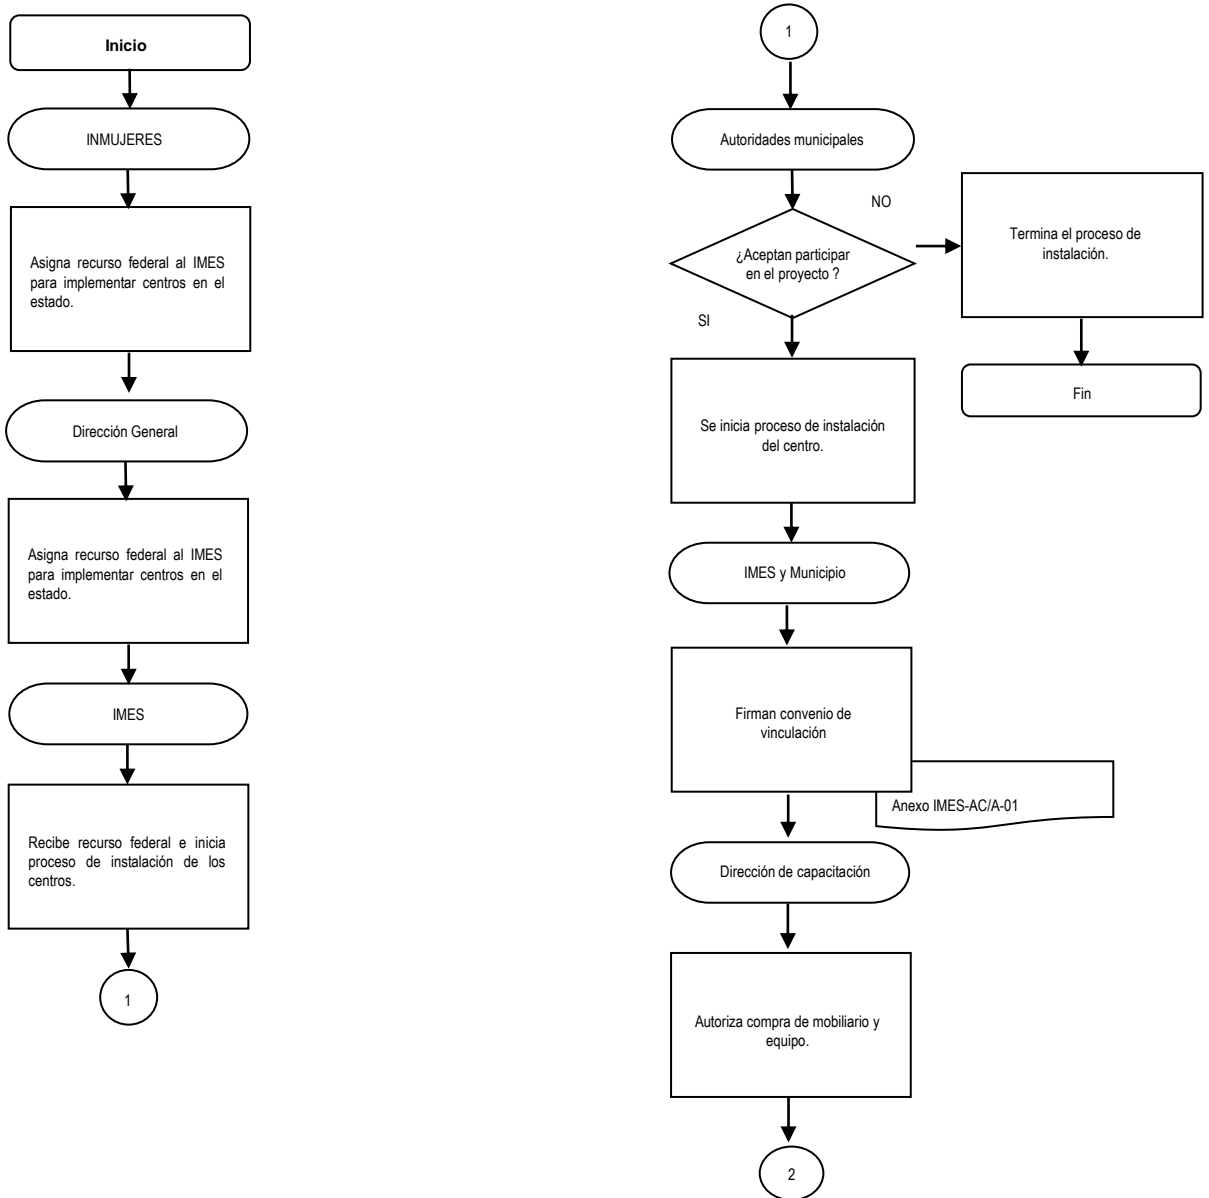 Inicio
INMUJERES
Asigna recurso federal al IMES
para implementar centros en el
estado.
Dirección General
Asigna recurso federal al IMES
para implementar centros en el
estado.
IMES
Recibe recurso federal e inicia
proceso de instalación de los
centros.
1
1
Autoridades municipales
¿Aceptan participar
en el proyecto ?
NO
Termina el proceso de
instalación.
Fin
SI
Se inicia proceso de instalación
del centro.
IMES y Municipio
Firman convenio de
vinculación
Anexo IMES-AC/A-01
Dirección de capacitación
Autoriza compra de mobiliario y
equipo.
2